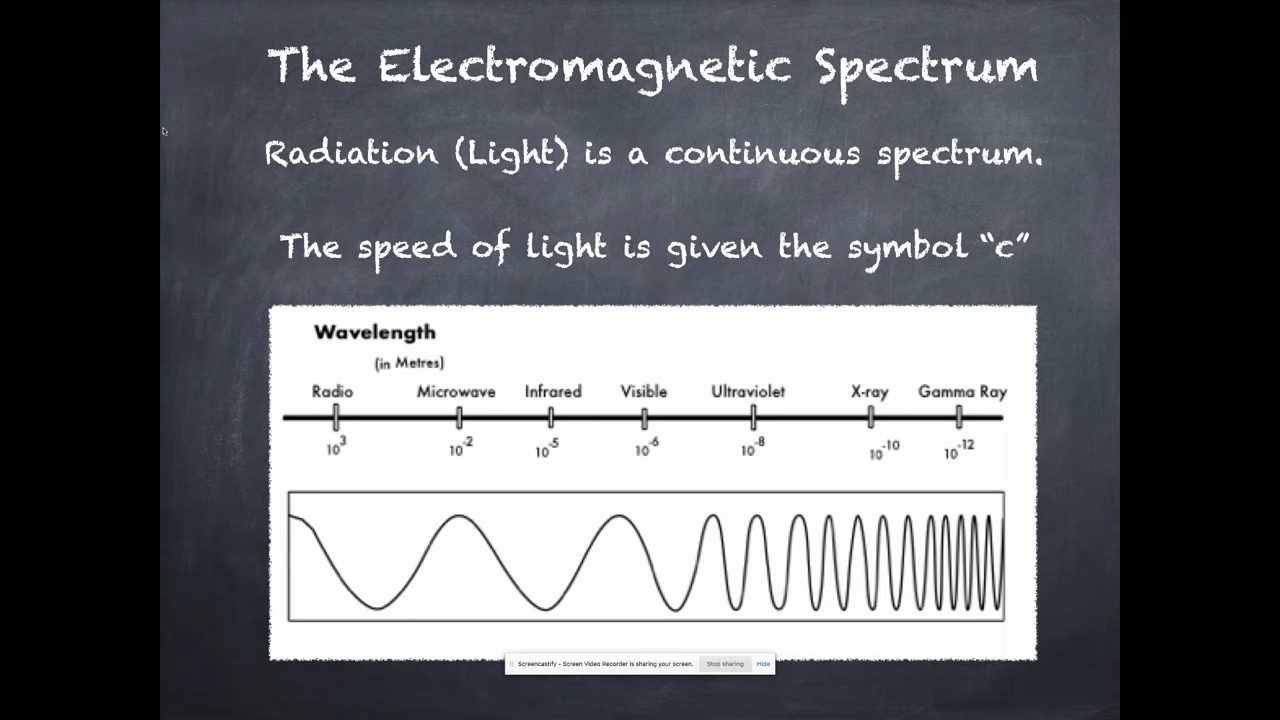 The Electromagnetic Spectrum
Radiation (Light) is a continuous spectrum.
The speed of light is given the symbol “c”
Wavelength
(in Metres)
Radio Microwave Infrared Visible Ultraviolet X-ray Gamma Ray
10³ 10⁻² 10⁻⁵ 10⁻⁶ 10⁻⁸ 10⁻¹⁰ 10⁻¹²
Screencastify - Screen Video Recorder is sharing your screen. Stop sharing Hide